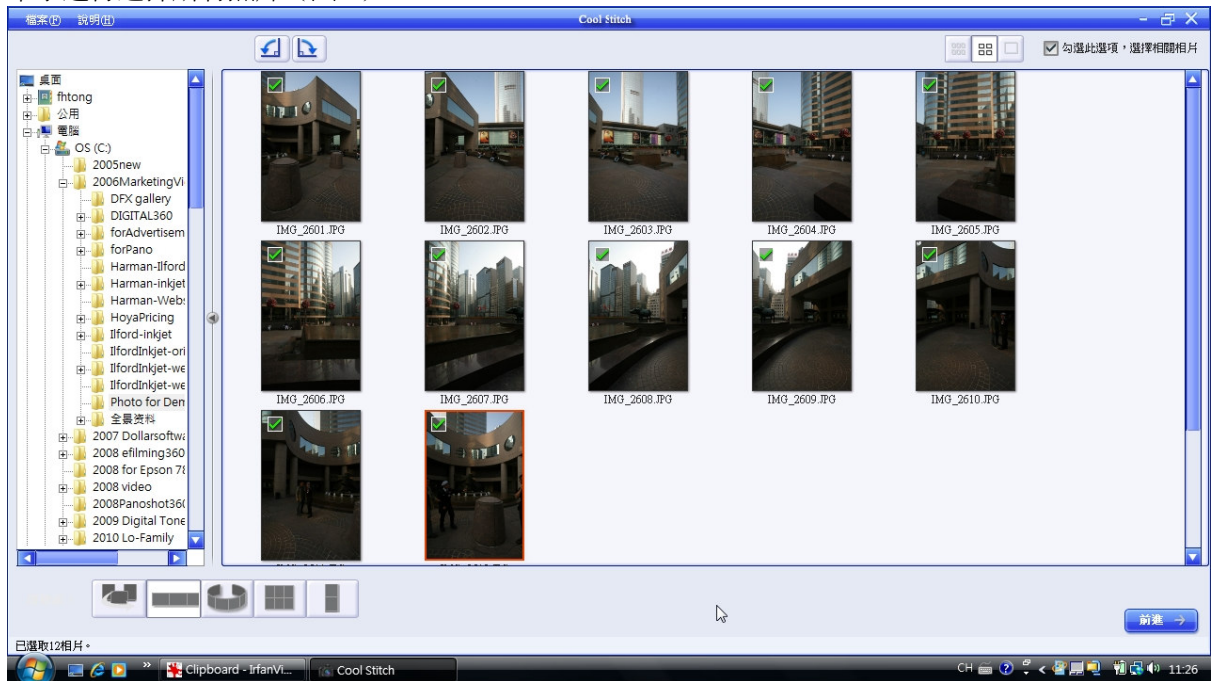 檔案(F) 說明(H) Cool Stitch
勾選此選項，選擇相關相片
桌面
fhtong
公用
電腦
OS (C:)
2005new
2006MarketingVi
DFX gallery
DIGITAL360
forAdvertisem
forPano
Harman-Ilford
Harman-inkjet
Harman-Web:
HoyaPricing
Ilford-inkjet
IlfordInkjet-ori
IlfordInkjet-we
IlfordInkjet-we
Photo for Den
全景资料
2007 Dollarsoftwa
2008 efilming360
2008 for Epson 78
2008 video
2008Panoshot360
2009 Digital Tone
2010 Lo-Family
IMG_2601.JPG IMG_2602.JPG IMG_2603.JPG IMG_2604.JPG IMG_2605.JPG
IMG_2606.JPG IMG_2607.JPG IMG_2608.JPG IMG_2609.JPG IMG_2610.JPG
前進
已選取12相片。
Clipboard - IrfanVi... Cool Stitch CH 11:26